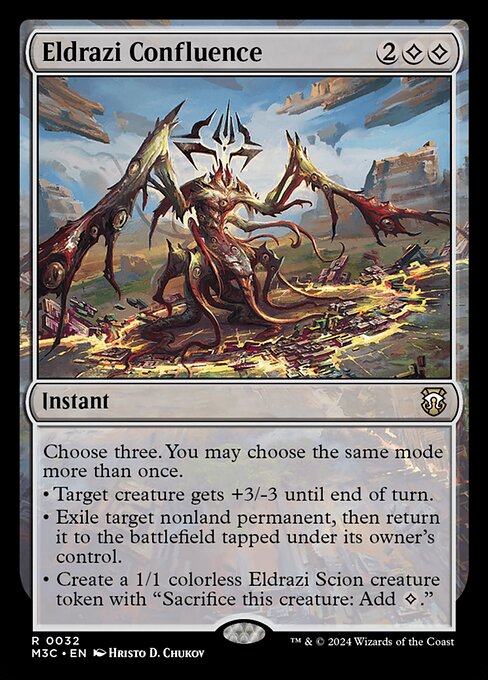 Eldrazi Confluence 2◇◇
Instant
Choose three. You may choose the same mode
more than once.
• Target creature gets +3/-3 until end of turn.
• Exile target nonland permanent, then return
it to the battlefield tapped under its owner's
control.
• Create a 1/1 colorless Eldrazi Scion creature
token with “Sacrifice this creature: Add ◇.”
R 0032
M3C • EN Hristo D. Chukov
™ & © 2024 Wizards of the Coast